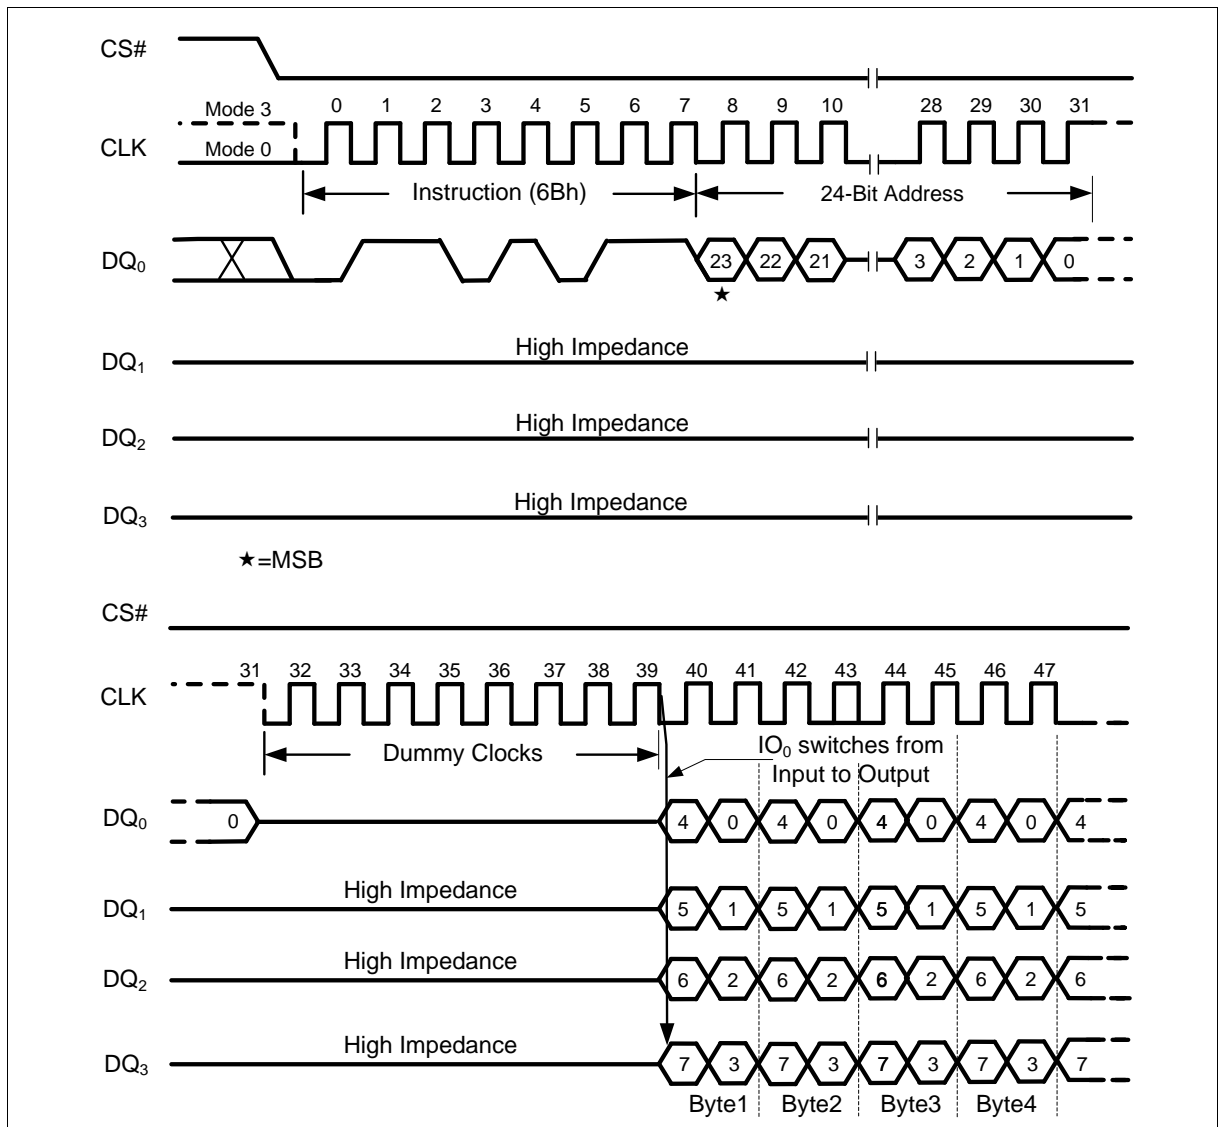 CS#
0 1 2 3 4 5 6 7 8 9 10 28 29 30 31
Mode 3
CLK
Mode 0
Instruction (6Bh)
24-Bit Address
DQ0
23 22 21 3 2 1 0
★
High Impedance
DQ1
High Impedance
DQ2
High Impedance
DQ3
★=MSB
CS#
31 32 33 34 35 36 37 38 39 40 41 42 43 44 45 46 47
CLK
Dummy Clocks
IO0 switches from
Input to Output
DQ0
0 4 0 4 0 4 0 4 0 4
High Impedance
DQ1
5 1 5 1 5 1 5 1 5
High Impedance
DQ2
6 2 6 2 6 2 6 2 6
High Impedance
DQ3
7 3 7 3 7 3 7 3 7
Byte1 Byte2 Byte3 Byte4